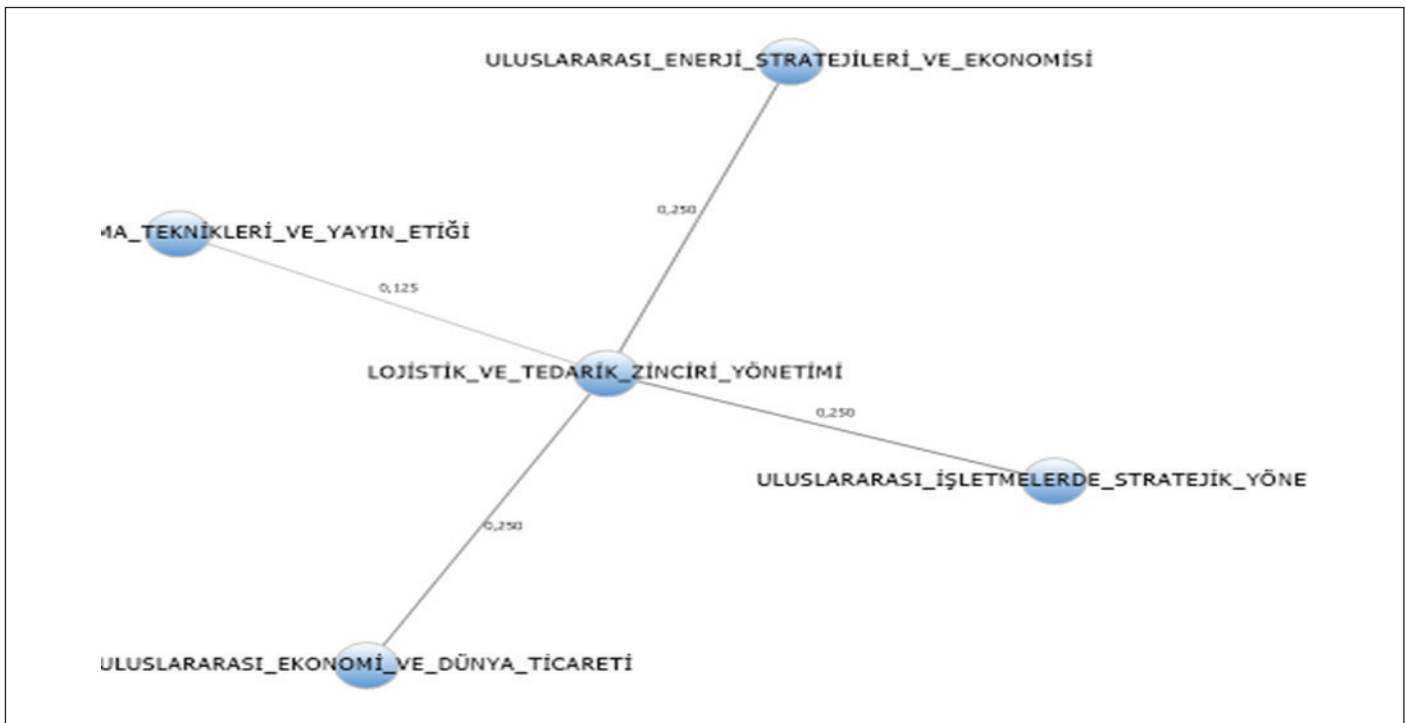 ULUSLARARASI_ENERJİ_STRATEJİLERİ_VE_EKONOMİSİ
0,250
MA_TEKNİKLERİ_VE_YAYIN_ETİĞİ
0,125
LOJİSTİK_VE_TEDARİK_ZİNCİRİ_YÖNETİMİ
0,250
ULUSLARARASI_İŞLETMELERDE_STRATEJİK_YÖNE
0,250
ULUSLARARASI_EKONOMİ_VE_DÜNYA_TİCARETİ